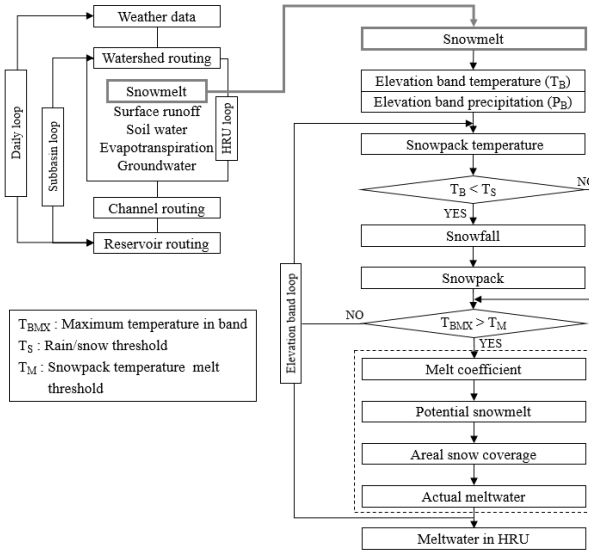 Weather data
Watershed routing
Snowmelt
Surface runoff
Soil water
Evapotranspiration
Groundwater
Channel routing
Reservoir routing
Daily loop
Subbasin loop
HRU loop
T_BMX : Maximum temperature in band
T_S : Rain/snow threshold
T_M : Snowpack temperature melt
threshold
Snowmelt
Elevation band temperature (T_B)
Elevation band precipitation (P_B)
Snowpack temperature
T_B < T_S
NO
YES
Snowfall
Snowpack
NO
T_BMX > T_M
YES
Elevation band loop
Melt coefficient
Potential snowmelt
Areal snow coverage
Actual meltwater
Meltwater in HRU